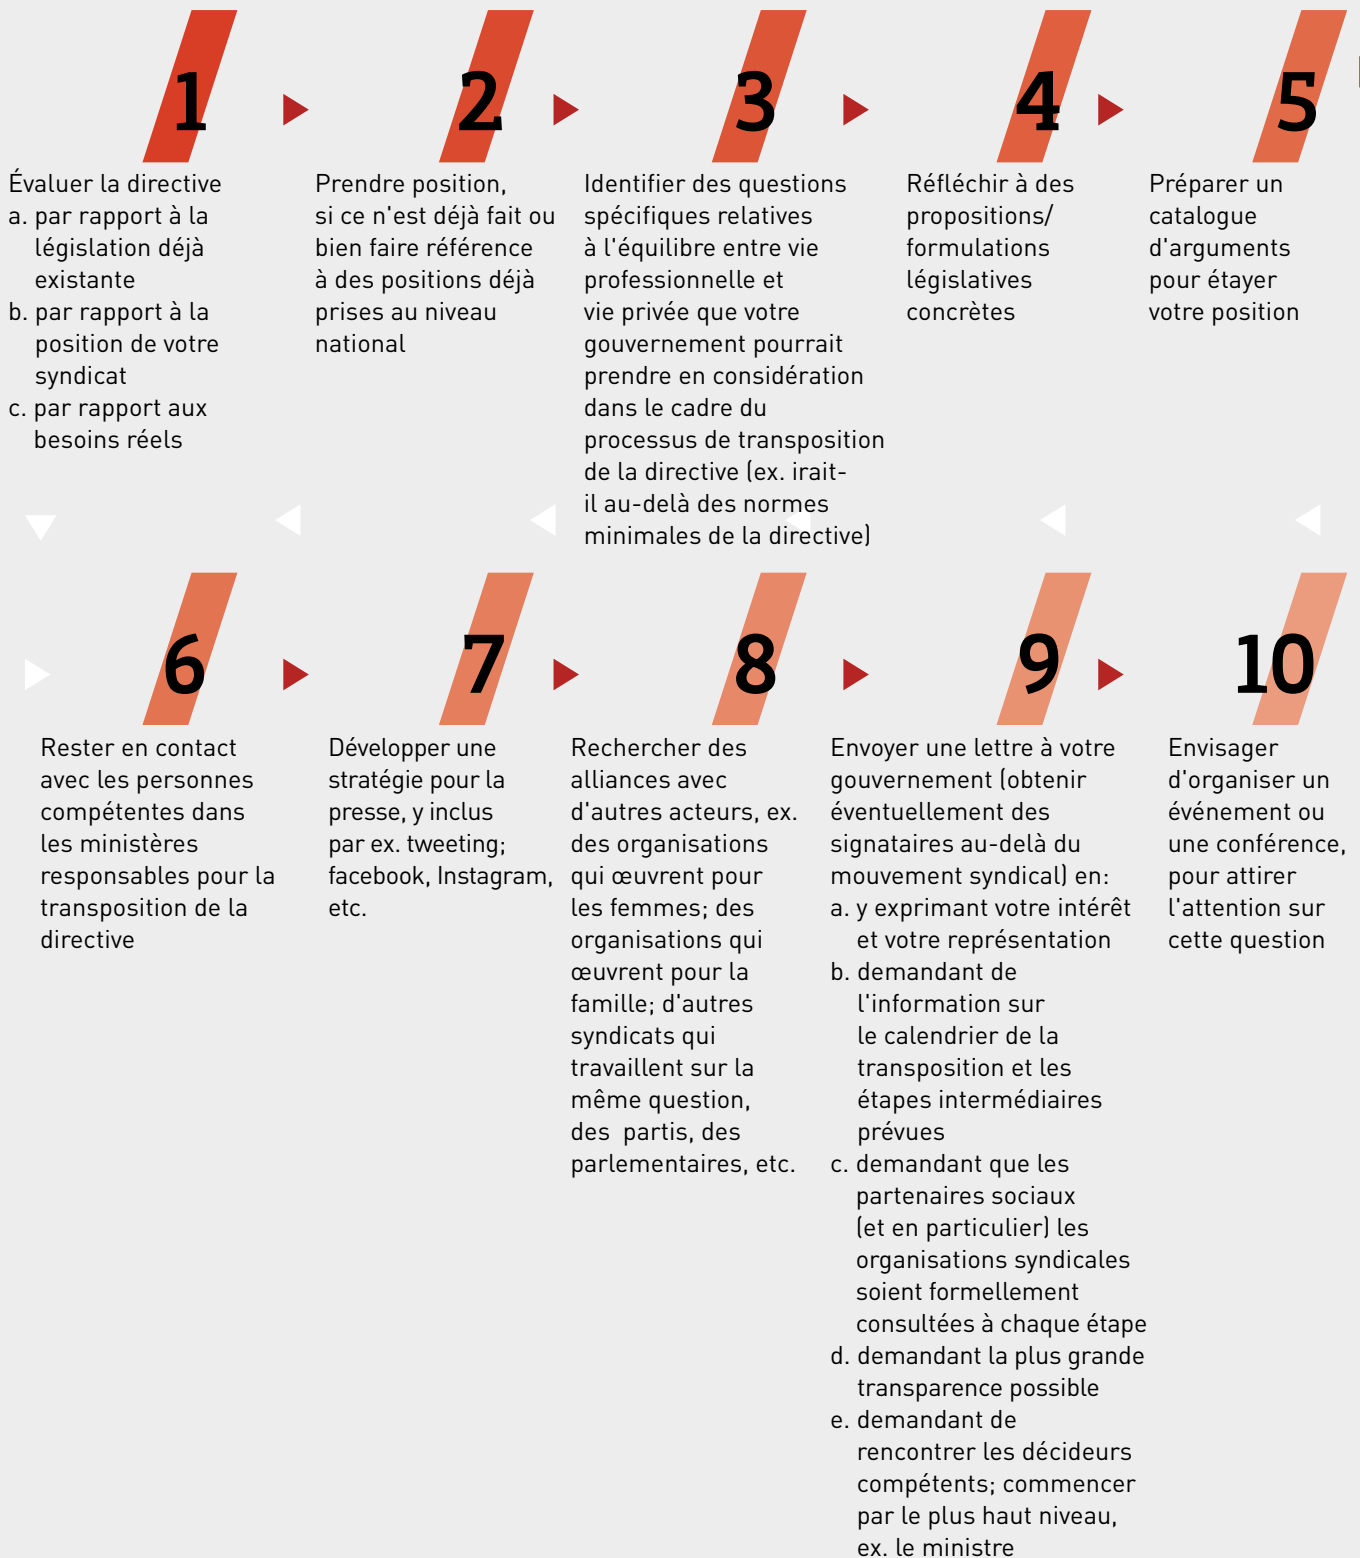 1
Évaluer la directive
a. par rapport à la
législation déjà
existante
b. par rapport à la
position de votre
syndicat
c. par rapport aux
besoins réels
2
Prendre position,
si ce n'est déjà fait ou
bien faire référence
à des positions déjà
prises au niveau
national
3
Identifier des questions
spécifiques relatives
à l'équilibre entre vie
professionnelle et
vie privée que votre
gouvernement pourrait
prendre en considération
dans le cadre du
processus de transposition
de la directive (ex. irait-
il au-delà des normes
minimales de la directive)
4
Réfléchir à des
propositions/
formulations
législatives
concrètes
5
Préparer un
catalogue
d'arguments
pour étayer
votre position
6
Rester en contact
avec les personnes
compétentes dans
les ministères
responsables pour la
transposition de la
directive
7
Développer une
stratégie pour la
presse, y inclus
par ex. tweeting;
facebook, Instagram,
etc.
8
Rechercher des
alliances avec
d'autres acteurs, ex.
des organisations
qui œuvrent pour
les femmes; des
organisations qui
œuvrent pour la
famille; d'autres
syndicats qui
travaillent sur la
même question,
des  partis, des
parlementaires, etc.
9
Envoyer une lettre à votre
gouvernement (obtenir
éventuellement des
signataires au-delà du
mouvement syndical) en:
a. y exprimant votre intérêt
et votre représentation
b. demandant de
l'information sur
le calendrier de la
transposition et les
étapes intermédiaires
prévues
c. demandant que les
partenaires sociaux
(et en particulier) les
organisations syndicales
soient formellement
consultées à chaque étape
d. demandant la plus grande
transparence possible
e. demandant de
rencontrer les décideurs
compétents; commencer
par le plus haut niveau,
ex. le ministre
10
Envisager
d'organiser un
événement ou
une conférence,
pour attirer
l'attention sur
cette question